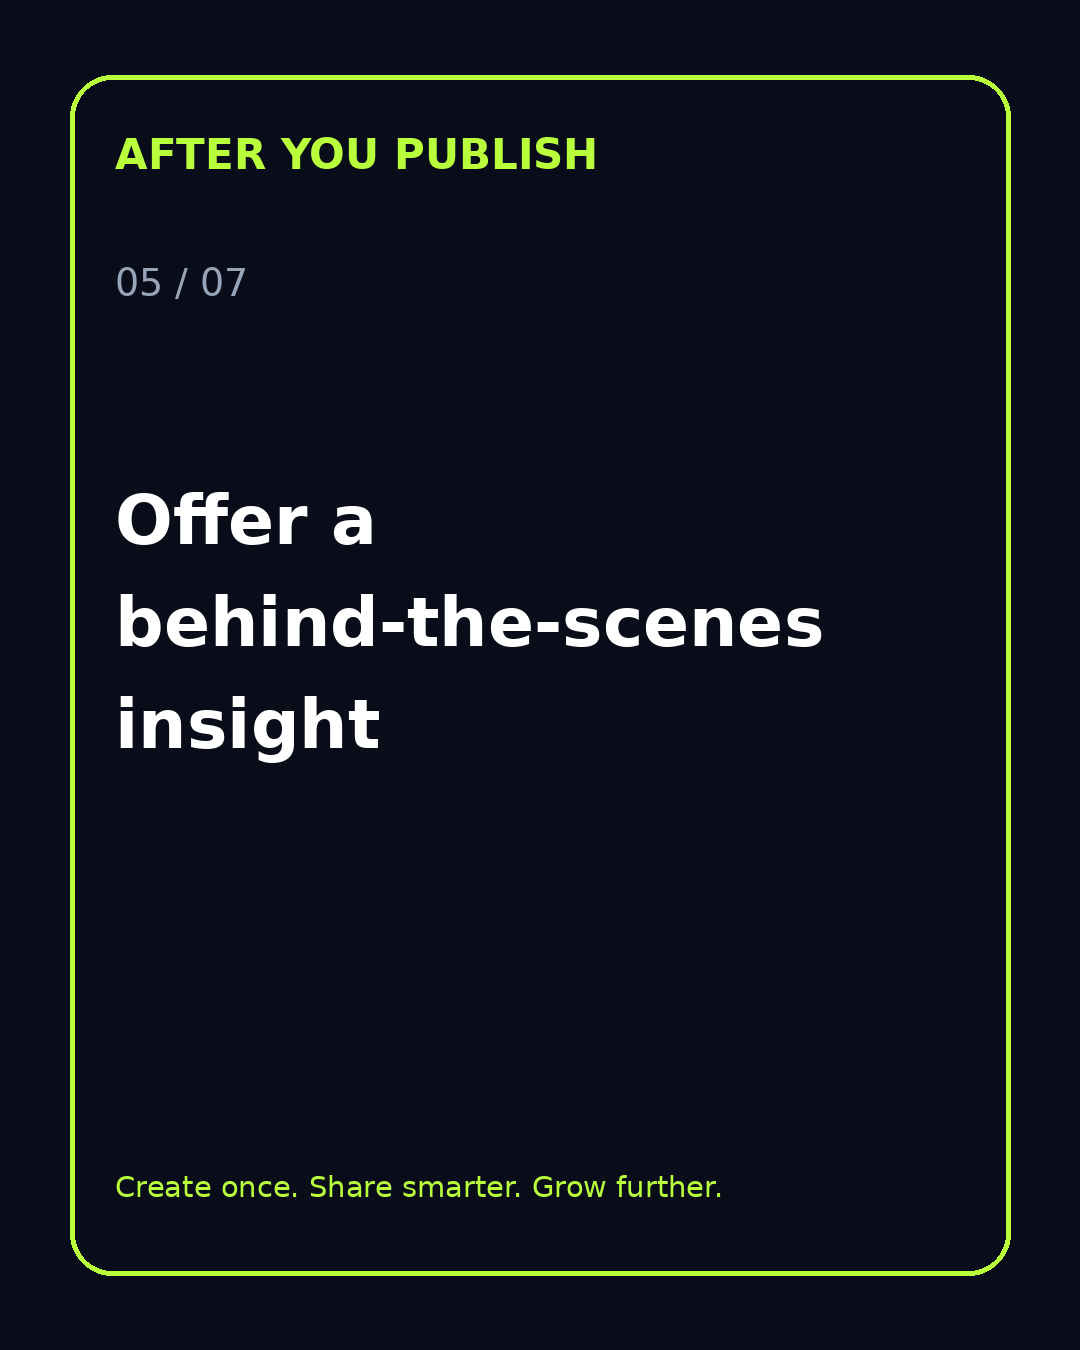 AFTER YOU PUBLISH
05 / 07
Offer a
behind-the-scenes
insight
Create once. Share smarter. Grow further.